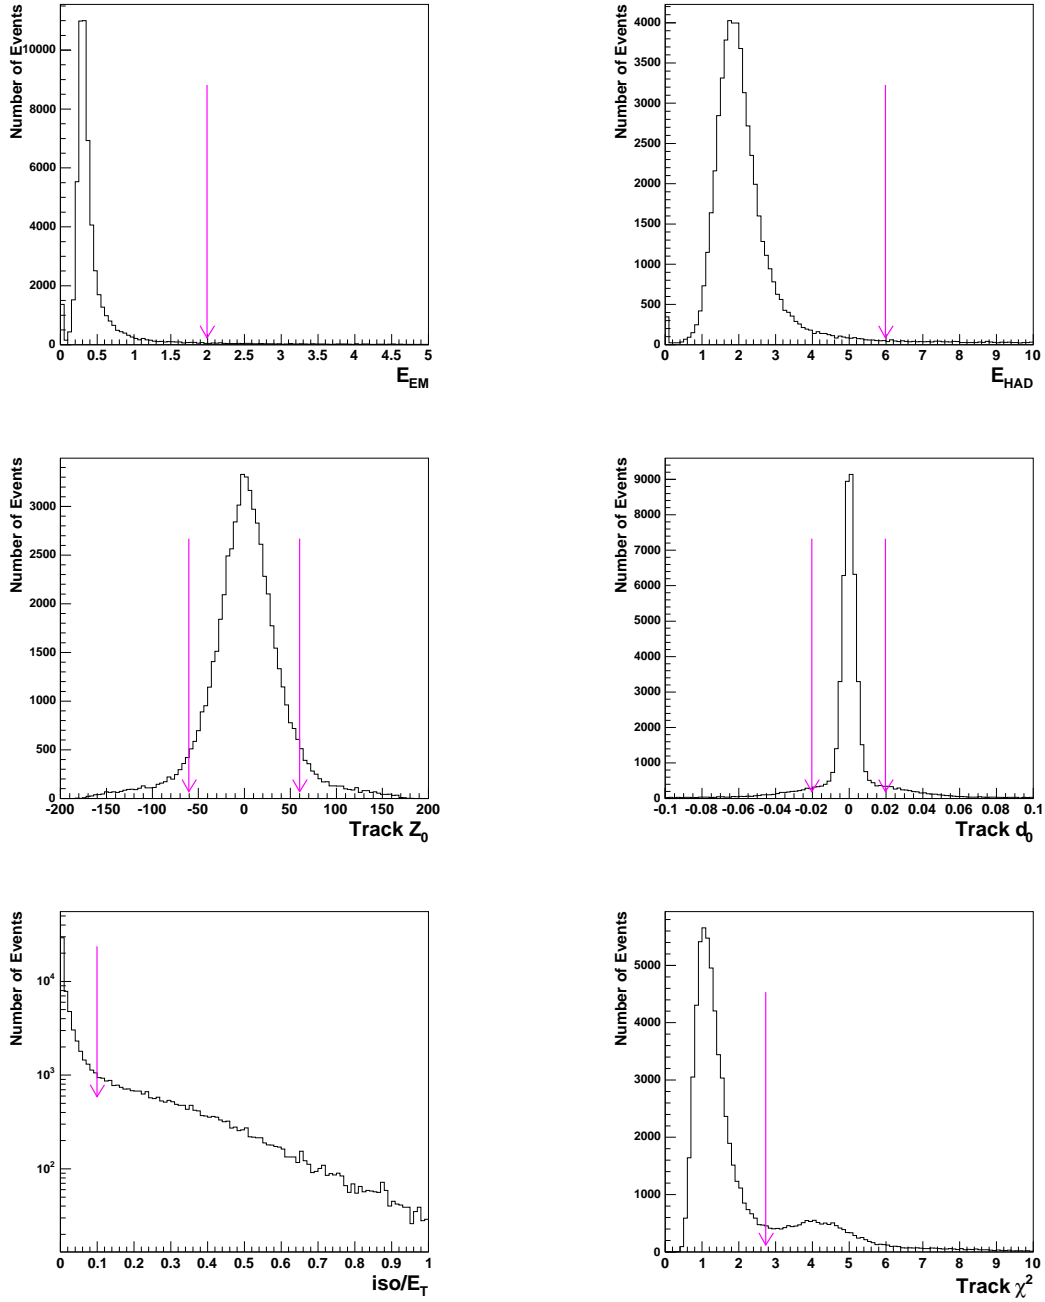 Number of Events
10000
8000
6000
4000
2000
0
0 0.5 1 1.5 2 2.5 3 3.5 4 4.5 5
E_EM
Number of Events
4000
3500
3000
2500
2000
1500
1000
500
0
0 1 2 3 4 5 6 7 8 9 10
E_HAD
Number of Events
3000
2500
2000
1500
1000
500
0
-200 -150 -100 -50 0 50 100 150 200
Track Z_0
Number of Events
9000
8000
7000
6000
5000
4000
3000
2000
1000
0
-0.1 -0.08 -0.06 -0.04 -0.02 0 0.02 0.04 0.06 0.08 0.1
Track d_0
Number of Events
10^4
10^3
10^2
0 0.1 0.2 0.3 0.4 0.5 0.6 0.7 0.8 0.9 1
iso/E_T
Number of Events
5000
4000
3000
2000
1000
0
0 1 2 3 4 5 6 7 8 9 10
Track χ²